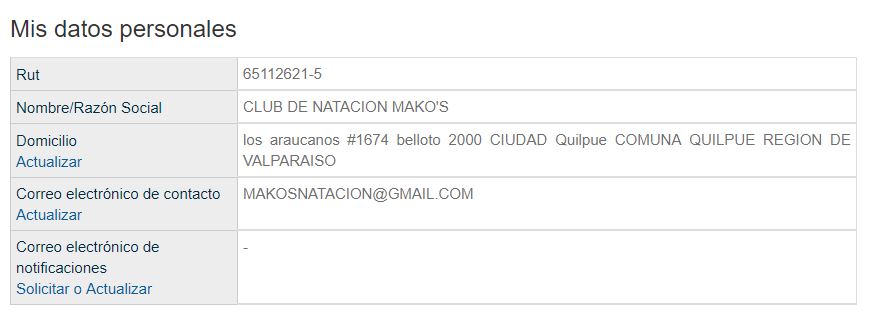 Mis datos personales
Rut 65112621-5
Nombre/Razón Social CLUB DE NATACION MAKO'S
Domicilio los araucanos #1674 belloto 2000 CIUDAD Quilpue COMUNA QUILPUE REGION DE
Actualizar VALPARAISO
Correo electrónico de contacto MAKOSNATACION@GMAIL.COM
Actualizar
Correo electrónico de -
notificaciones
Solicitar o Actualizar